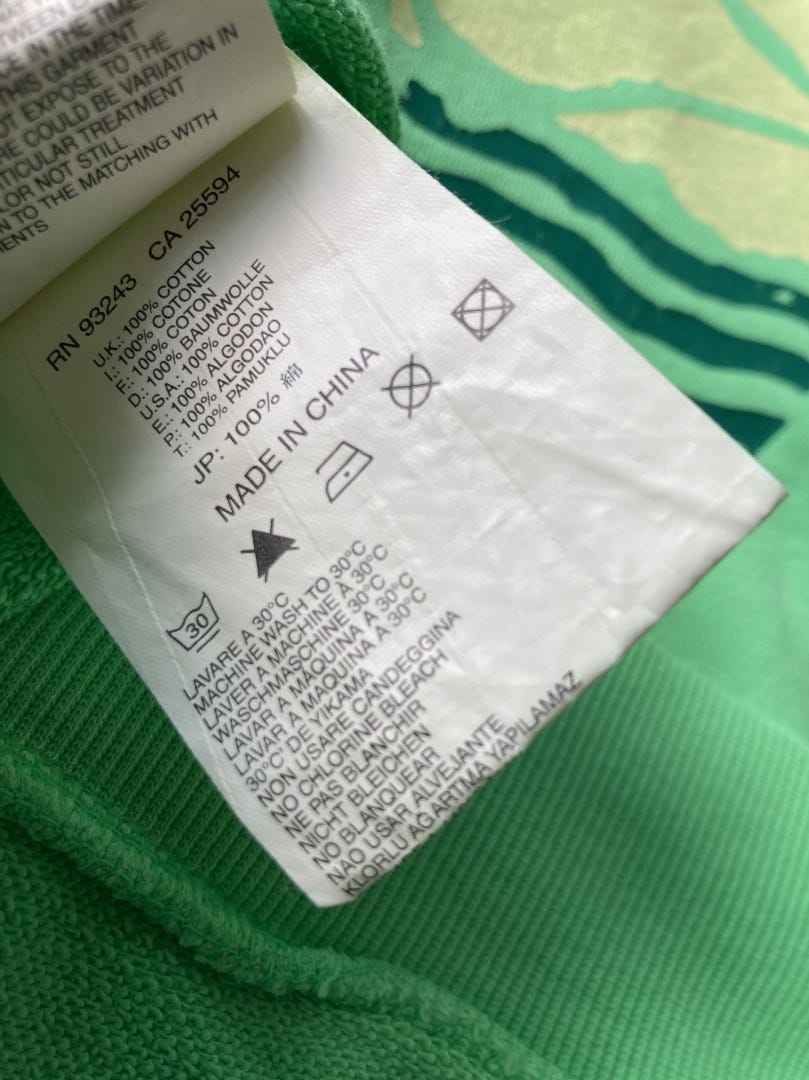 CE IN THE TIME.
THIS GARMENT
T EXPOSE TO THE
RE COULD BE VARIATION IN
TICULAR TREATMENT
LOR NOT STILL
N TO THE MATCHING WITH
MENTS
RN 93243 CA 25594
U.K.: 100% COTTON
I.: 100% COTONE
F.: 100% COTON
D.: 100% BAUMWOLLE
U.S.A.: 100% COTTON
E.: 100% ALGODON
P.: 100% ALGODAO
T.: 100% PAMUKLU
JP: 100% 綿
MADE IN CHINA
30
LAVARE A 30°C
MACHINE WASH TO 30°C
LAVER A MACHINE À 30°C
WASCHMASCHINE 30°C
LAVAR A MAQUINA A 30°C
LAVAR A MAQUINA A 30°C
30°C DE YIKAMA
NON USARE CANDEGGINA
NO CHLORINE BLEACH
NE PAS BLANCHIR
NICHT BLEICHEN
NO BLANQUEAR
NAO USAR ALVEJANTE
KLORLU AGARTIMA YAPILAMAZ